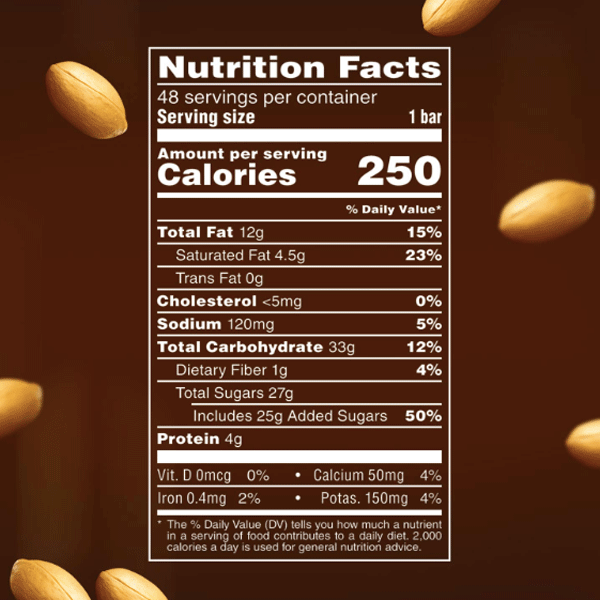 Nutrition Facts
48 servings per container
Serving size 1 bar
Amount per serving
Calories 250
% Daily Value*
Total Fat 12g 15%
Saturated Fat 4.5g 23%
Trans Fat 0g
Cholesterol <5mg 0%
Sodium 120mg 5%
Total Carbohydrate 33g 12%
Dietary Fiber 1g 4%
Total Sugars 27g
Includes 25g Added Sugars 50%
Protein 4g
Vit. D 0mcg 0% • Calcium 50mg 4%
Iron 0.4mg 2% • Potas. 150mg 4%
* The % Daily Value (DV) tells you how much a nutrient
in a serving of food contributes to a daily diet. 2,000
calories a day is used for general nutrition advice.